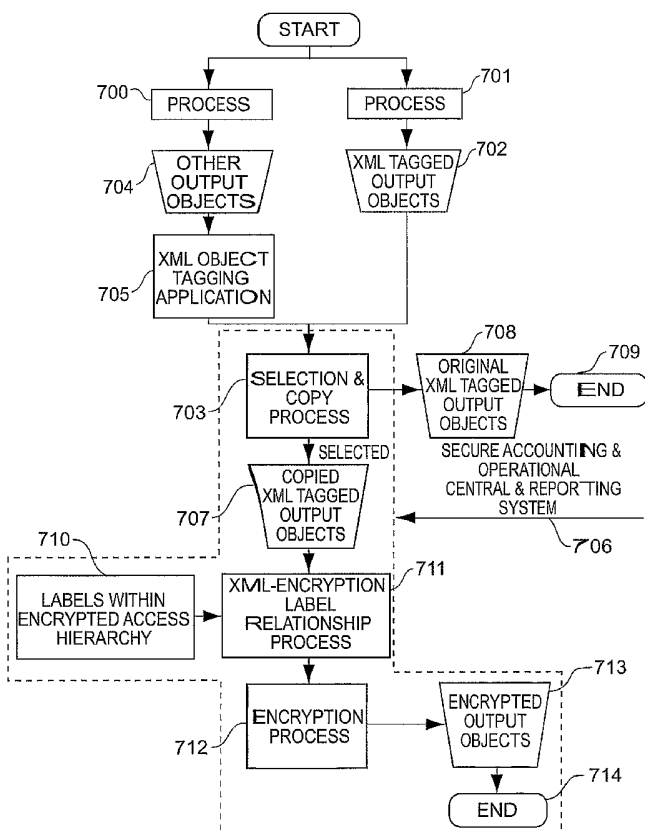 START
700
PROCESS
701
PROCESS
704
OTHER
OUTPUT
OBJECTS
702
XML TAGGED
OUTPUT
OBJECTS
705
XML OBJECT
TAGGING
APPLICATION
703
SELECTION &
COPY
PROCESS
708
ORIGINAL
XML TAGGED
OUTPUT
OBJECTS
709
END
SELECTED
SECURE ACCOUNTING &
OPERATIONAL
CENTRAL & REPORTING
SYSTEM
706
707
COPIED
XML TAGGED
OUTPUT
OBJECTS
710
LABELS WITHIN
ENCRYPTED ACCESS
HIERARCHY
711
XML-ENCRYPTION
LABEL
RELATIONSHIP
PROCESS
712
ENCRYPTION
PROCESS
713
ENCRYPTED
OUTPUT
OBJECTS
714
END